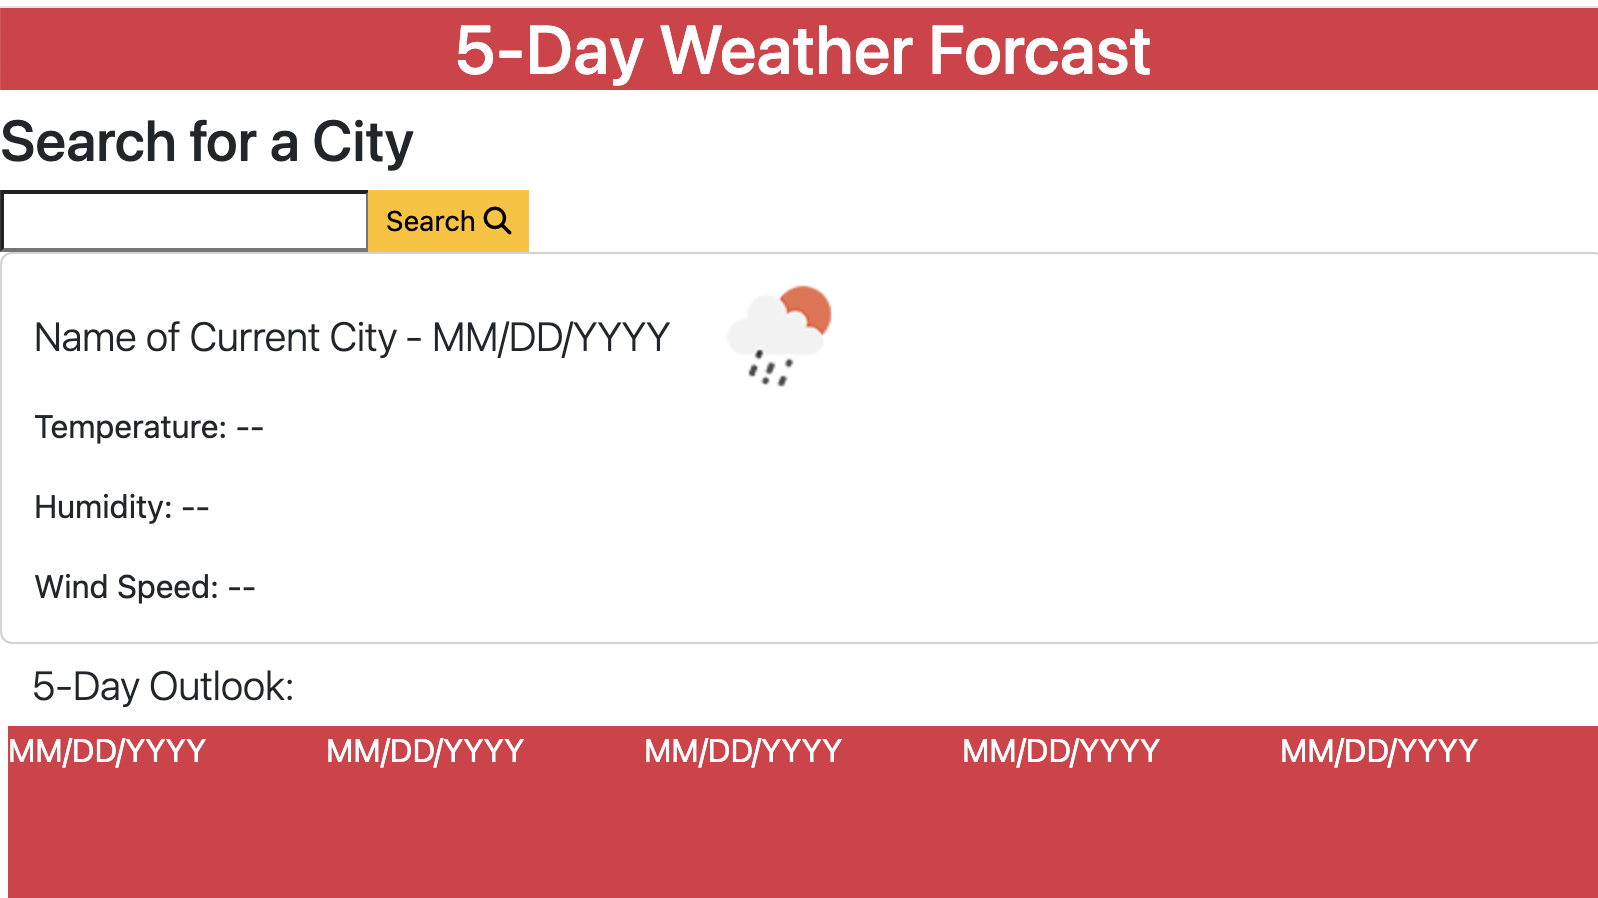 5-Day Weather Forcast
Search for a City
Search
Name of Current City - MM/DD/YYYY
Temperature: --
Humidity: --
Wind Speed: --
5-Day Outlook:
MM/DD/YYYY MM/DD/YYYY MM/DD/YYYY MM/DD/YYYY MM/DD/YYYY